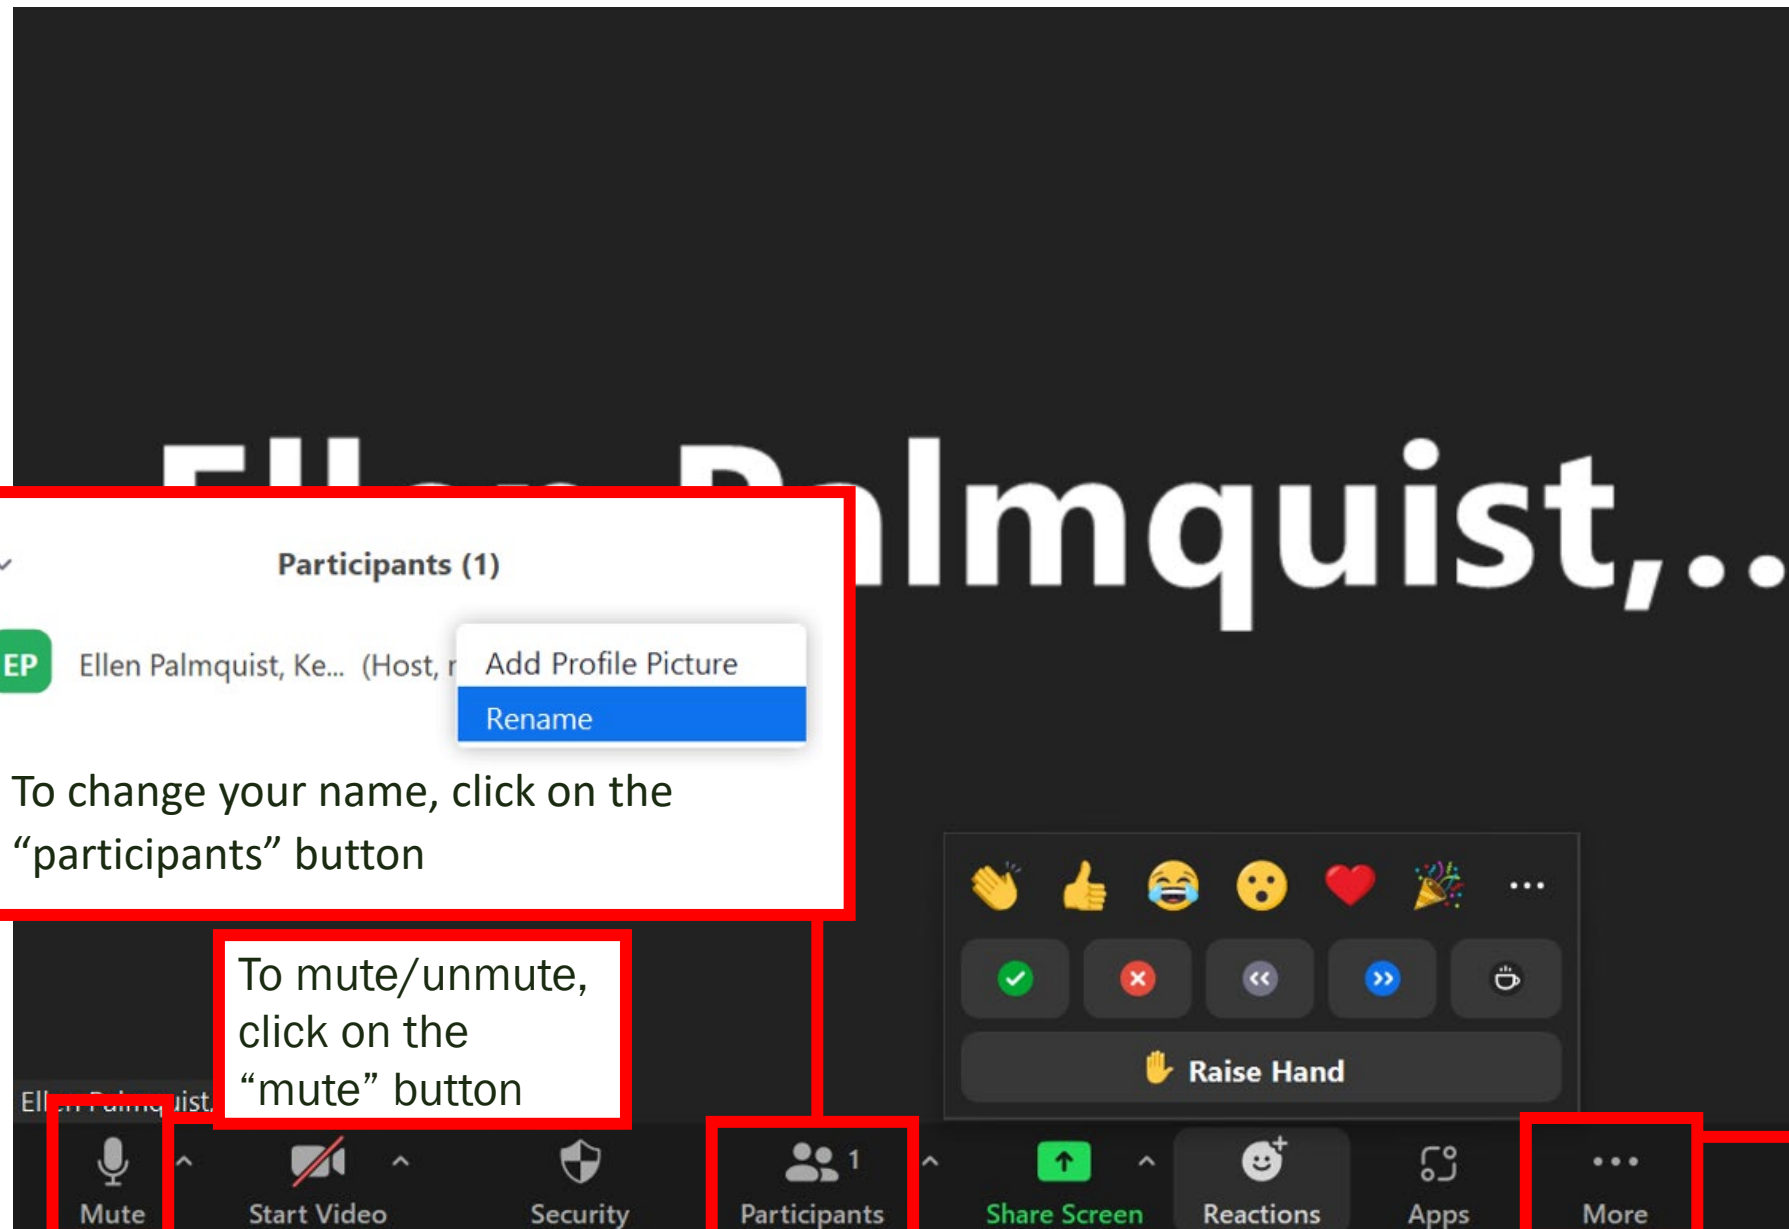 Palmquist,..
Participants (1)
EP
Ellen Palmquist, Ke... (Host,
Add Profile Picture
Rename
To change your name, click on the
“participants” button
To mute/unmute,
click on the
“mute” button
Raise Hand
Ellen Palmquist,
1
Mute
Start Video
Security
Participants
Share Screen
Reactions
Apps
More